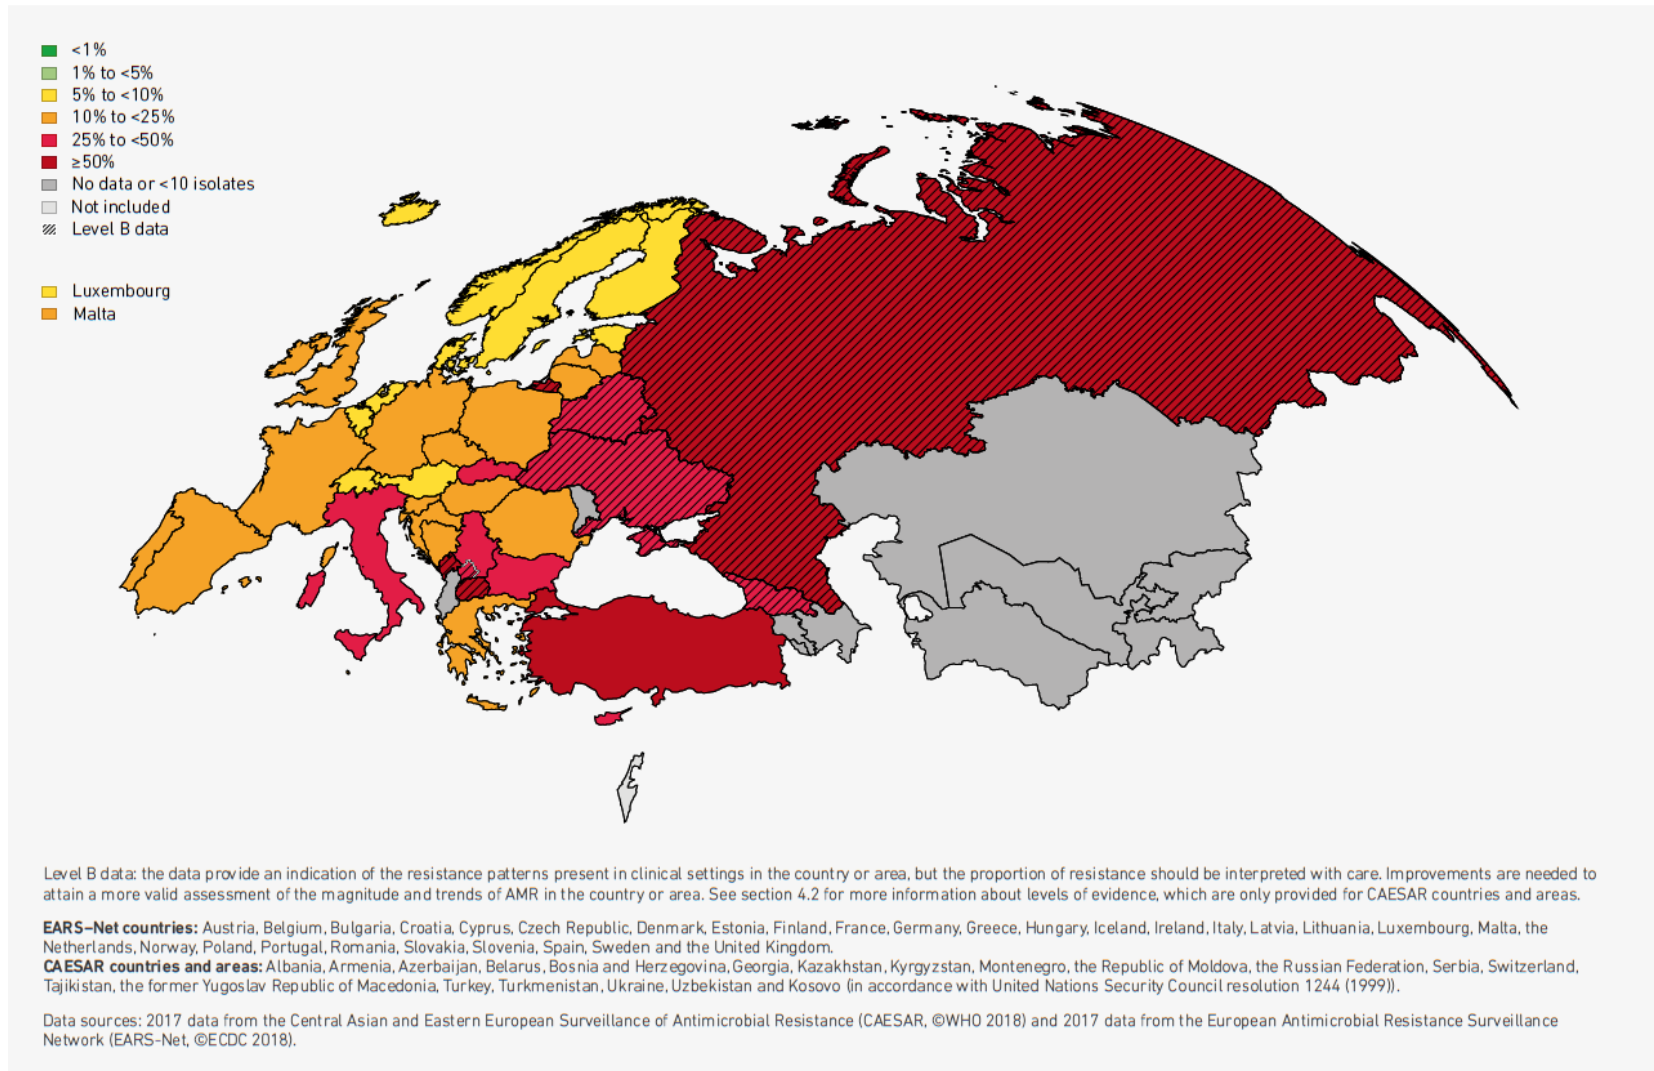 <1%
1% to <5%
5% to <10%
10% to <25%
25% to <50%
≥50%
No data or <10 isolates
Not included
Level B data
Luxembourg
Malta
Level B data: the data provide an indication of the resistance patterns present in clinical settings in the country or area, but the proportion of resistance should be interpreted with care. Improvements are needed to
attain a more valid assessment of the magnitude and trends of AMR in the country or area. See section 4.2 for more information about levels of evidence, which are only provided for CAESAR countries and areas.
EARS–Net countries: Austria, Belgium, Bulgaria, Croatia, Cyprus, Czech Republic, Denmark, Estonia, Finland, France, Germany, Greece, Hungary, Iceland, Ireland, Italy, Latvia, Lithuania, Luxembourg, Malta, the
Netherlands, Norway, Poland, Portugal, Romania, Slovakia, Slovenia, Spain, Sweden and the United Kingdom.
CAESAR countries and areas: Albania, Armenia, Azerbaijan, Belarus, Bosnia and Herzegovina, Georgia, Kazakhstan, Kyrgyzstan, Montenegro, the Republic of Moldova, the Russian Federation, Serbia, Switzerland,
Tajikistan, the former Yugoslav Republic of Macedonia, Turkey, Turkmenistan, Ukraine, Uzbekistan and Kosovo (in accordance with United Nations Security Council resolution 1244 (1999)).
Data sources: 2017 data from the Central Asian and Eastern European Surveillance of Antimicrobial Resistance (CAESAR, ©WHO 2018) and 2017 data from the European Antimicrobial Resistance Surveillance
Network (EARS-Net, ©ECDC 2018).